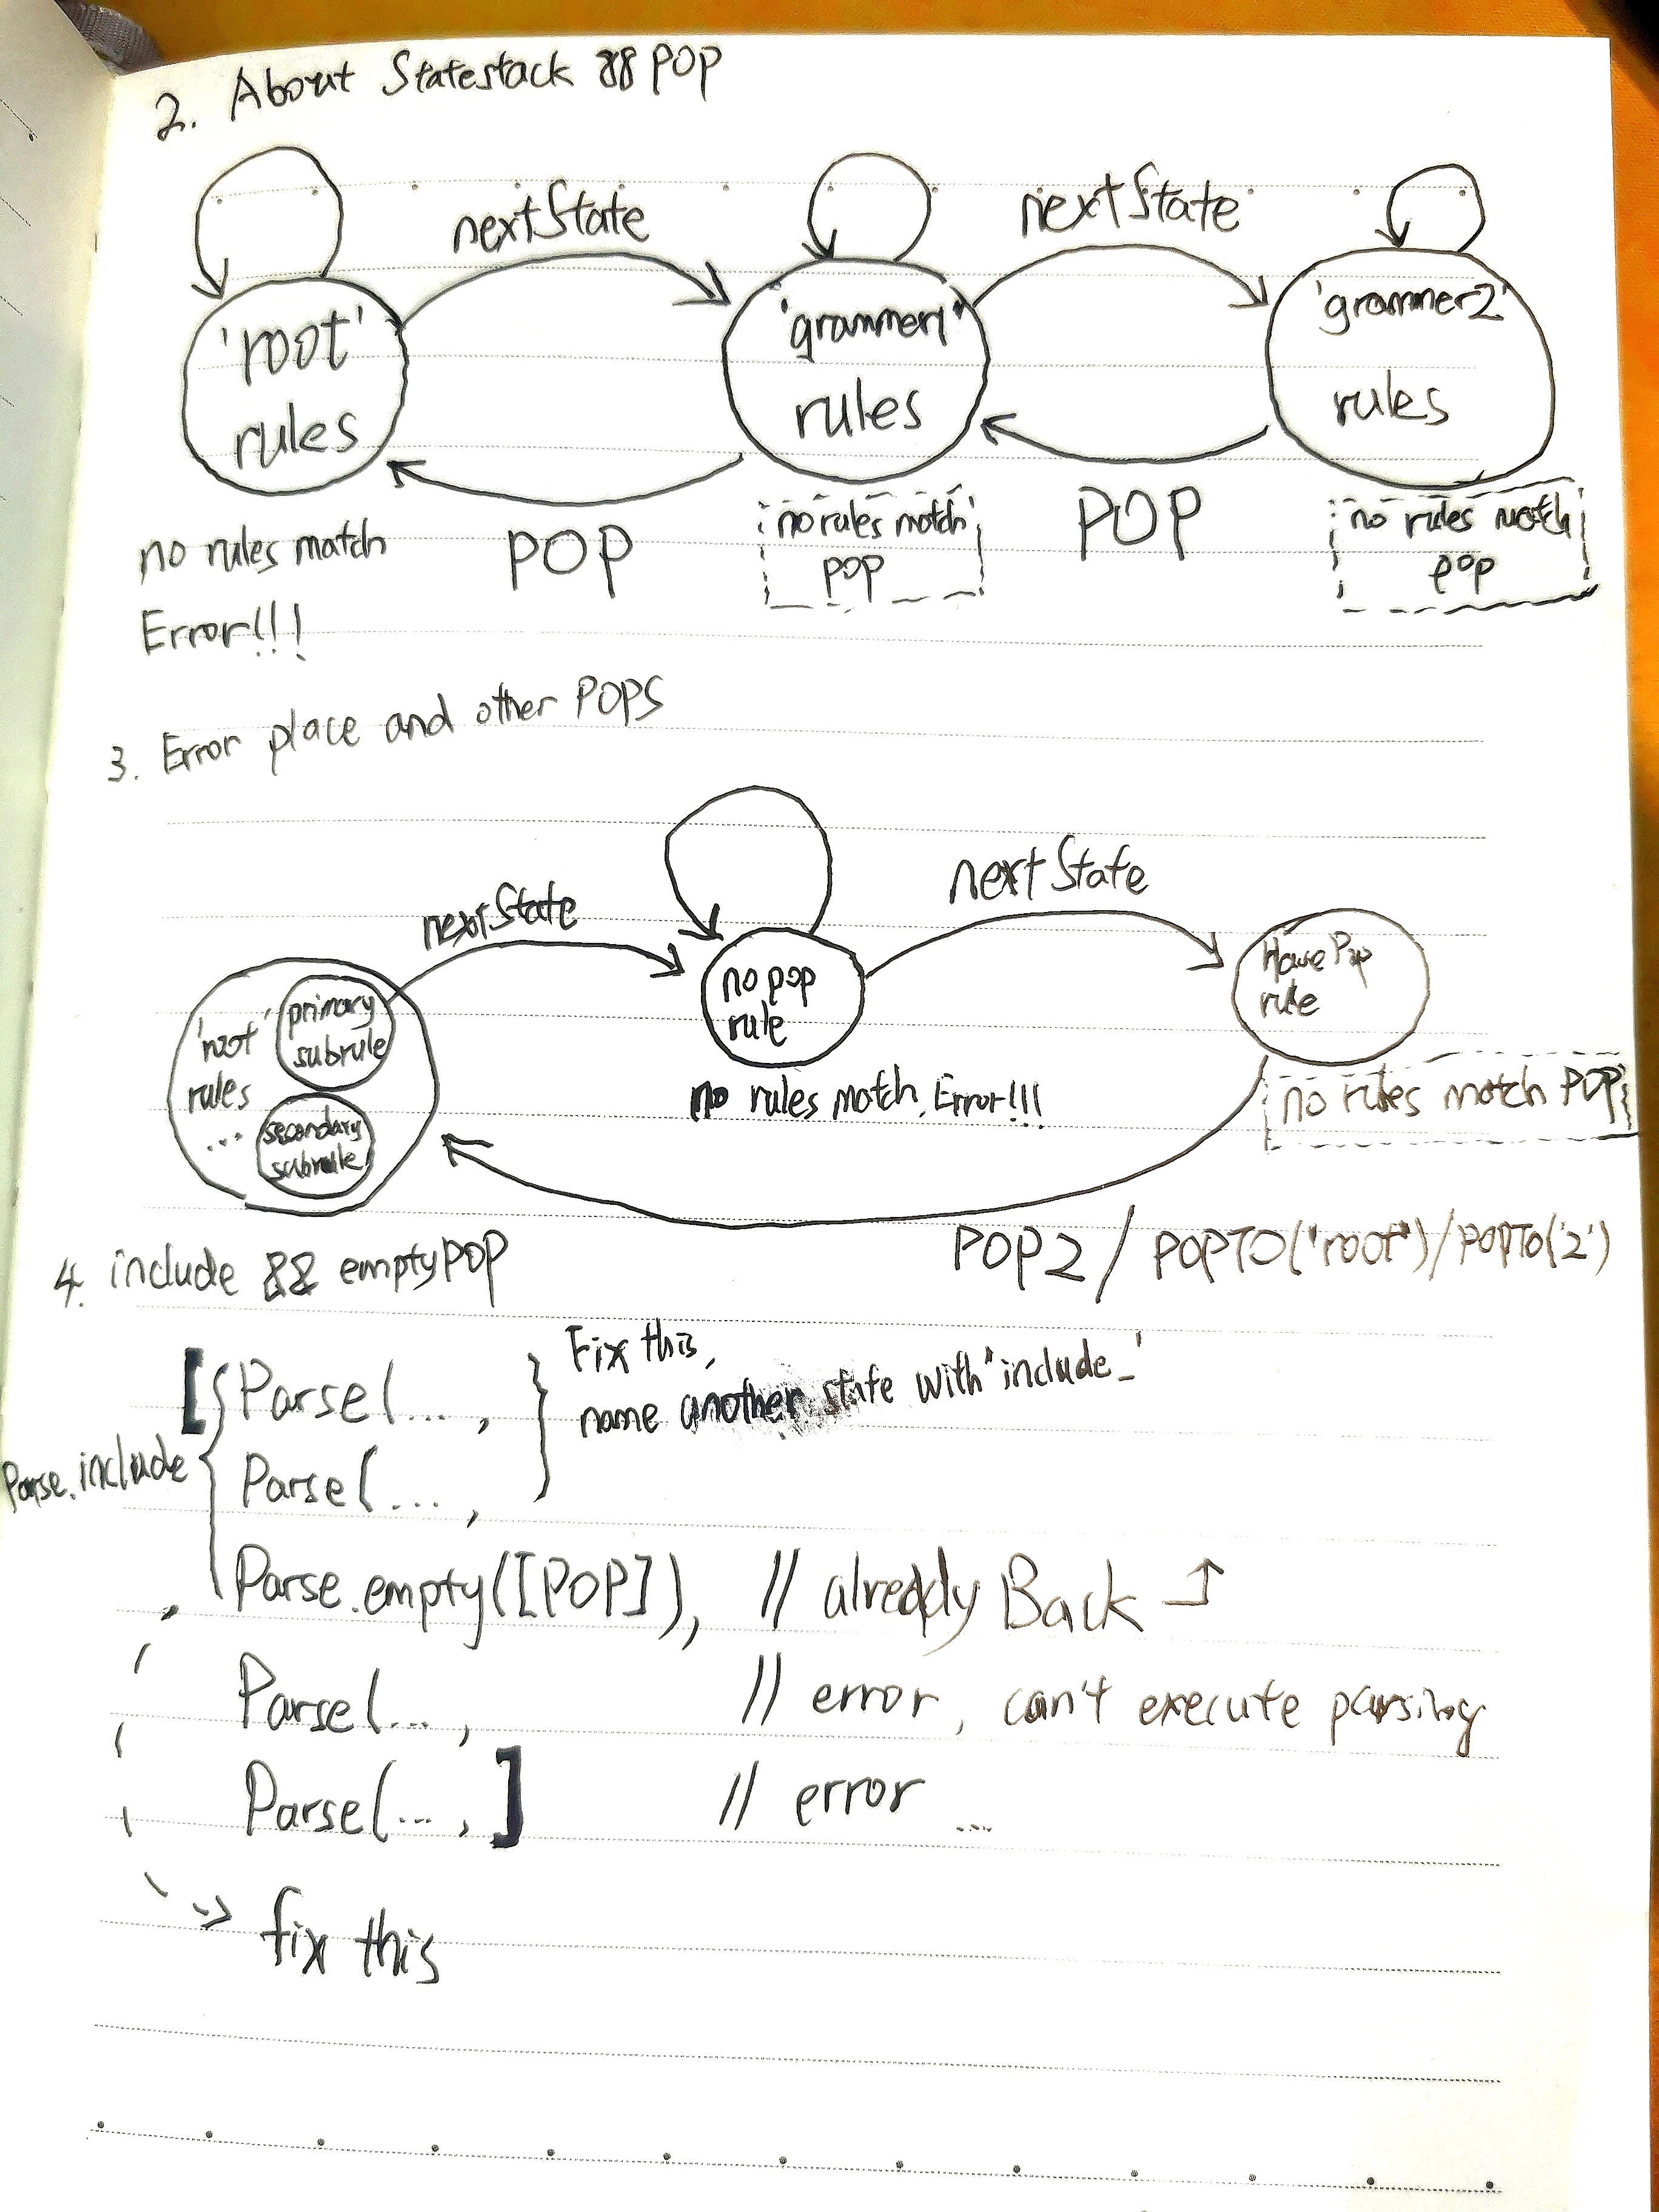 2. About Statestack && POP
nextState
nextState
'root'
rules
'grammer1'
rules
'grammer2'
rules
POP
POP
no rules match
Error!!!
no rules match
pop
no rules match
pop
3. Error place and other POPS
nextState
nextState
'root'
rules
...
primary
subrule
secondary
subrule
no pop
rule
Have Pop
rule
no rules match, Error!!!
no rules match POP
POP2 / POPTO('root') / POPTO('2')
4. include && emptyPOP
Parse.include
[ Parse(...,
Parse(...,
Fix this,
name another state with 'include_'
Parse.empty([POP]), // already Back
Parse(..., // error, can't execute parsing
Parse(..., ] // error ...
fix this